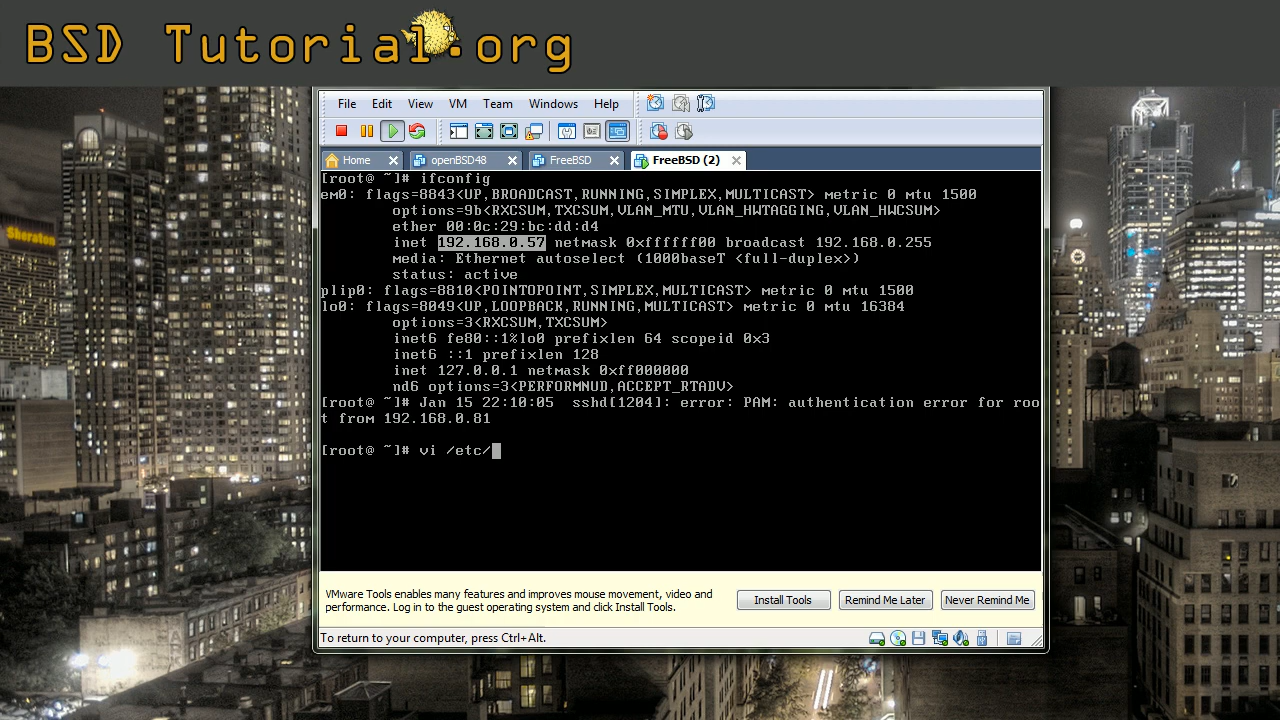 BSD Tutorial.org
File Edit View VM Team Windows Help
Home openBSD48 FreeBSD FreeBSD (2)
[root@ ~]# ifconfig
em0: flags=8843<UP,BROADCAST,RUNNING,SIMPLEX,MULTICAST> metric 0 mtu 1500
options=9b<RXCSUM,TXCSUM,VLAN_MTU,VLAN_HWTAGGING,VLAN_HWCSUM>
ether 00:0c:29:bc:dd:d4
inet 192.168.0.57 netmask 0xffffff00 broadcast 192.168.0.255
media: Ethernet autoselect (1000baseT <full-duplex>)
status: active
plip0: flags=8810<POINTOPOINT,SIMPLEX,MULTICAST> metric 0 mtu 1500
lo0: flags=8049<UP,LOOPBACK,RUNNING,MULTICAST> metric 0 mtu 16384
options=3<RXCSUM,TXCSUM>
inet6 fe80::1%lo0 prefixlen 64 scopeid 0x3
inet6 ::1 prefixlen 128
inet 127.0.0.1 netmask 0xff000000
nd6 options=3<PERFORMNUD,ACCEPT_RTADV>
[root@ ~]# Jan 15 22:10:05  sshd[1204]: error: PAM: authentication error for roo
t from 192.168.0.81
[root@ ~]# vi /etc/
VMware Tools enables many features and improves mouse movement, video and
performance. Log in to the guest operating system and click Install Tools.
Install Tools Remind Me Later Never Remind Me
To return to your computer, press Ctrl+Alt.
Sheraton